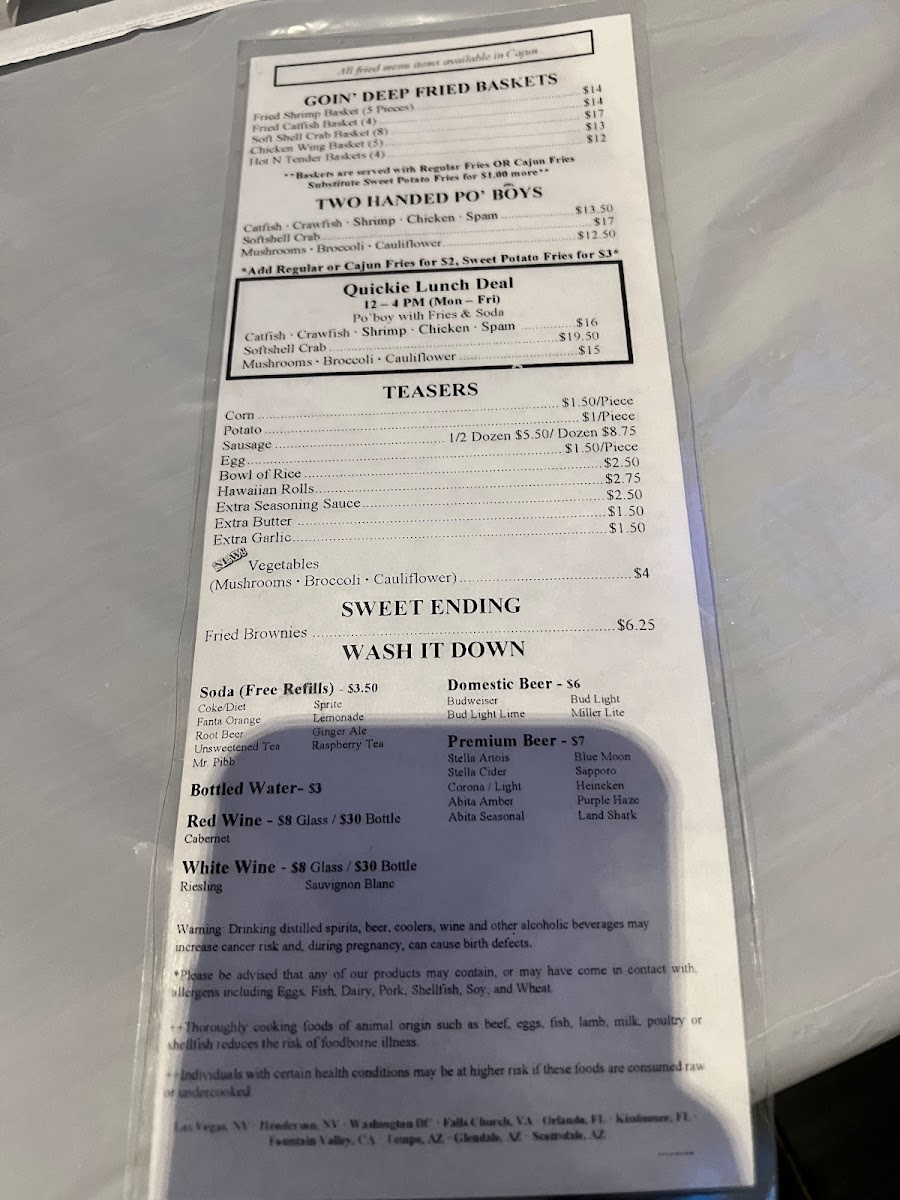 All fried menu items available in Cajun
GOIN' DEEP FRIED BASKETS
Fried Shrimp Basket (5 Pieces) $14
Fried Catfish Basket (4) $14
Soft Shell Crab Basket (8) $17
Chicken Wing Basket (5) $13
Hot N Tender Baskets (4) $12
**Baskets are served with Regular Fries OR Cajun Fries
Substitute Sweet Potato Fries for $1.00 more**
TWO HANDED PO' BOYS
Catfish · Crawfish · Shrimp · Chicken · Spam $13.50
Softshell Crab $17
Mushrooms · Broccoli · Cauliflower $12.50
*Add Regular or Cajun Fries for $2, Sweet Potato Fries for $3*
Quickie Lunch Deal
12 – 4 PM (Mon – Fri)
Po'boy with Fries & Soda
Catfish · Crawfish · Shrimp · Chicken · Spam $16
Softshell Crab $19.50
Mushrooms · Broccoli · Cauliflower $15
TEASERS
Corn $1.50/Piece
Potato $1/Piece
Sausage 1/2 Dozen $5.50/ Dozen $8.75
Egg $1.50/Piece
Bowl of Rice $2.50
Hawaiian Rolls $2.75
Extra Seasoning Sauce $2.50
Extra Butter $1.50
Extra Garlic $1.50
NEW! Vegetables
(Mushrooms · Broccoli · Cauliflower) $4
SWEET ENDING
Fried Brownies $6.25
WASH IT DOWN
Soda (Free Refills) - $3.50
Coke/Diet Sprite
Fanta Orange Lemonade
Root Beer Ginger Ale
Unsweetened Tea Raspberry Tea
Mr. Pibb
Bottled Water- $3
Red Wine - $8 Glass / $30 Bottle
Cabernet
White Wine - $8 Glass / $30 Bottle
Riesling Sauvignon Blanc
Domestic Beer - $6
Budweiser Bud Light
Bud Light Lime Miller Lite
Premium Beer - $7
Stella Artois Blue Moon
Stella Cider Sapporo
Corona / Light Heineken
Abita Amber Purple Haze
Abita Seasonal Land Shark
Warning: Drinking distilled spirits, beer, coolers, wine and other alcoholic beverages may
increase cancer risk and, during pregnancy, can cause birth defects.
*Please be advised that any of our products may contain, or may have come in contact with,
allergens including Eggs, Fish, Dairy, Pork, Shellfish, Soy, and Wheat.
**Thoroughly cooking foods of animal origin such as beef, eggs, fish, lamb, milk, poultry or
shellfish reduces the risk of foodborne illness.
**Individuals with certain health conditions may be at higher risk if these foods are consumed raw
or undercooked.
Las Vegas, NV · Henderson, NV · Washington DC · Falls Church, VA · Orlando, FL · Kissimmee, FL ·
Fountain Valley, CA · Tempe, AZ · Glendale, AZ · Scottsdale, AZ